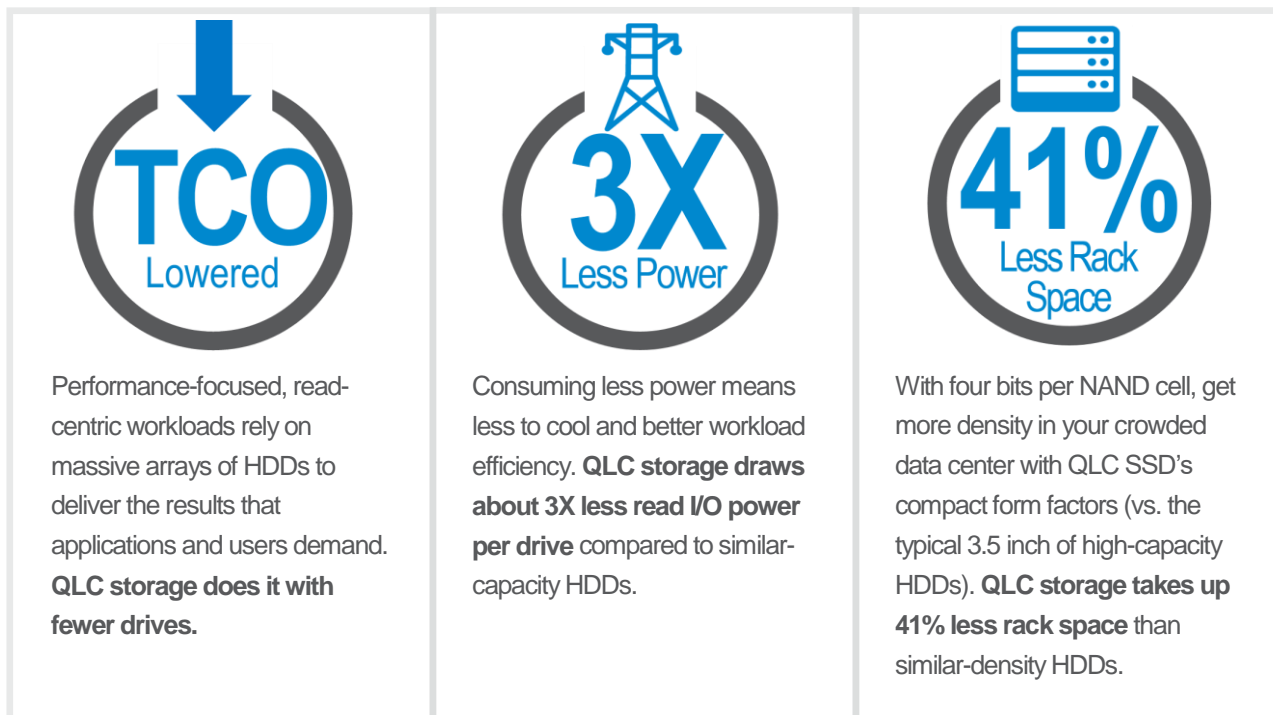 TCO
Lowered
Performance-focused, read-
centric workloads rely on
massive arrays of HDDs to
deliver the results that
applications and users demand.
QLC storage does it with
fewer drives.
3X
Less Power
Consuming less power means
less to cool and better workload
efficiency. QLC storage draws
about 3X less read I/O power
per drive compared to similar-
capacity HDDs.
41%
Less Rack
Space
With four bits per NAND cell, get
more density in your crowded
data center with QLC SSD’s
compact form factors (vs. the
typical 3.5 inch of high-capacity
HDDs). QLC storage takes up
41% less rack space than
similar-density HDDs.